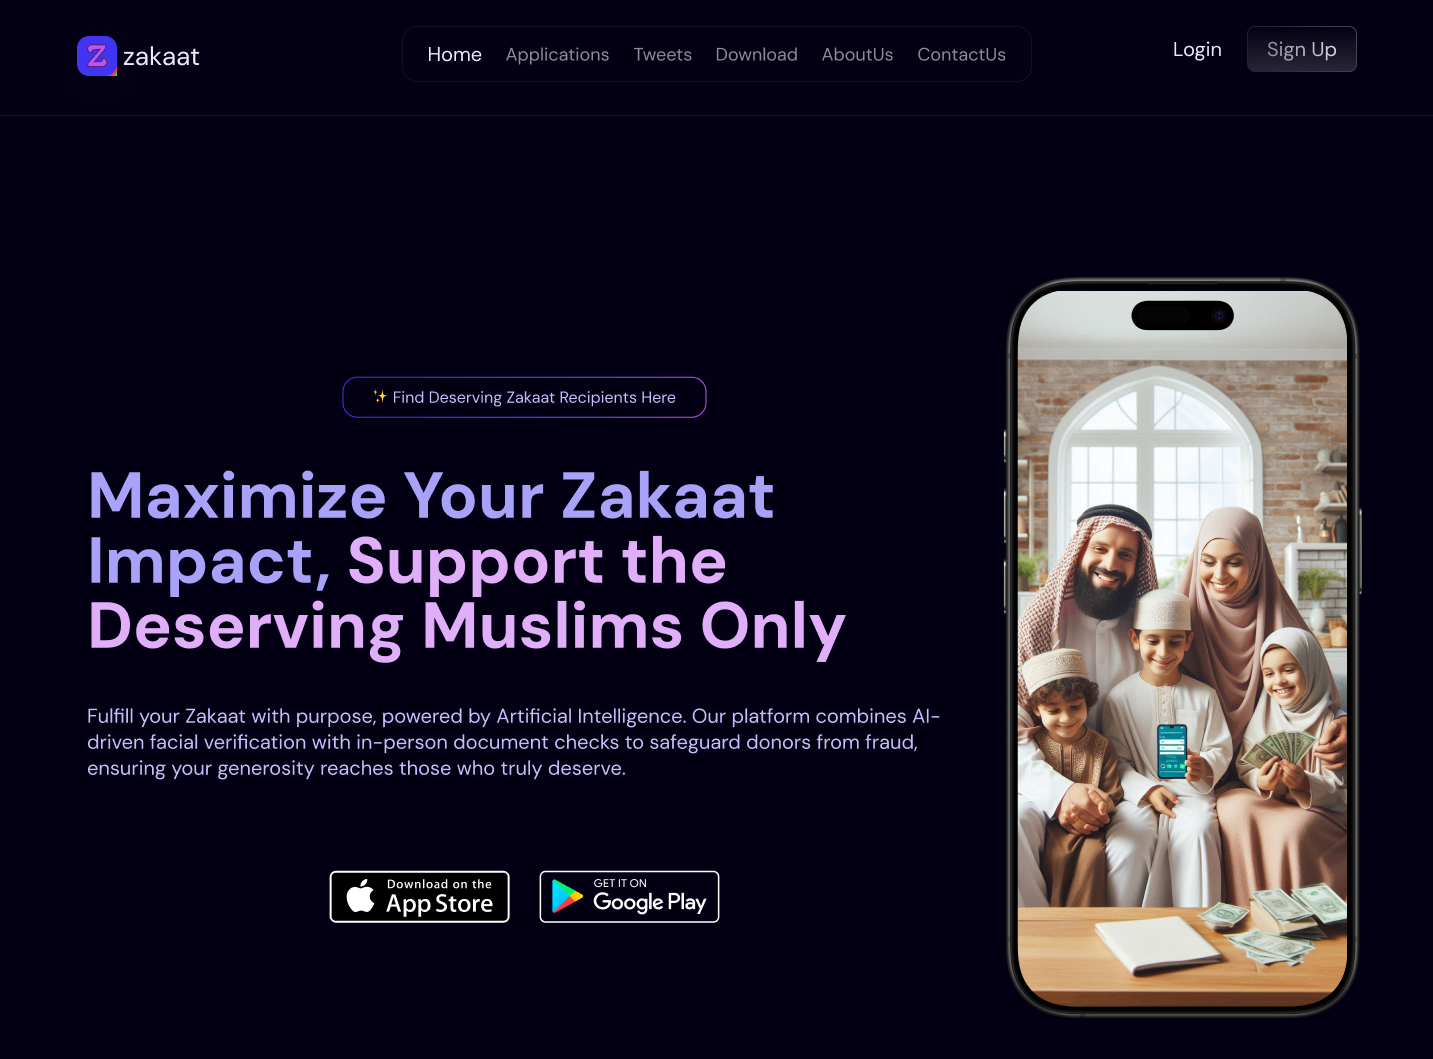 Z zakaat
Home Applications Tweets Download AboutUs ContactUs
Login Sign Up
✨ Find Deserving Zakaat Recipients Here
Maximize Your Zakaat
Impact, Support the
Deserving Muslims Only
Fulfill your Zakaat with purpose, powered by Artificial Intelligence. Our platform combines AI-
driven facial verification with in-person document checks to safeguard donors from fraud,
ensuring your generosity reaches those who truly deserve.
Download on the
App Store
GET IT ON
Google Play